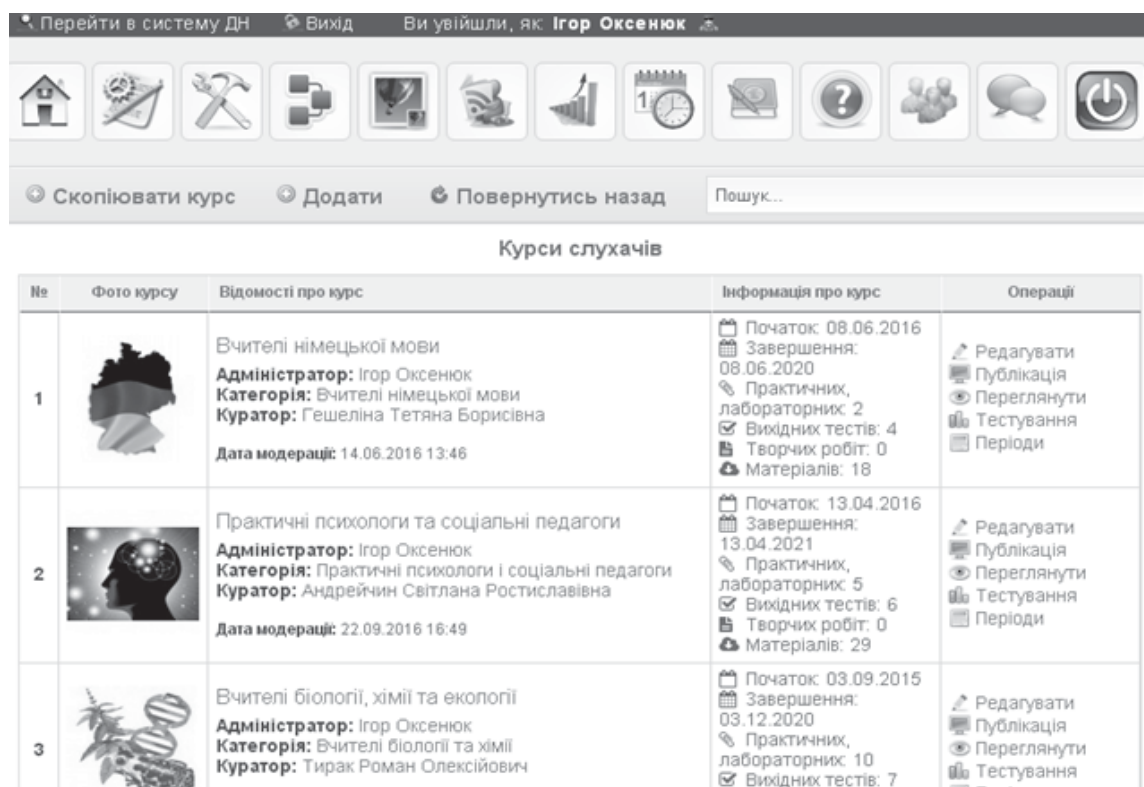 Перейти в систему ДН Вихід Ви увійшли, як: Ігор Оксенюк
Скопіювати курс Додати Повернутись назад Пошук...
Курси слухачів
№ Фото курсу Відомості про курс Інформація про курс Операції
1
Вчителі німецької мови
Адміністратор: Ігор Оксенюк
Категорія: Вчителі німецької мови
Куратор: Гешеліна Тетяна Борисівна
Дата модерації: 14.06.2016 13:46
Початок: 08.06.2016
Завершення:
08.06.2020
Практичних,
лабораторних: 2
Вихідних тестів: 4
Творчих робіт: 0
Матеріалів: 18
Редагувати
Публікація
Переглянути
Тестування
Періоди
2
Практичні психологи та соціальні педагоги
Адміністратор: Ігор Оксенюк
Категорія: Практичні психологи і соціальні педагоги
Куратор: Андрейчин Світлана Ростиславівна
Дата модерації: 22.09.2016 16:49
Початок: 13.04.2016
Завершення:
13.04.2021
Практичних,
лабораторних: 5
Вихідних тестів: 6
Творчих робіт: 0
Матеріалів: 29
Редагувати
Публікація
Переглянути
Тестування
Періоди
3
Вчителі біології, хімії та екології
Адміністратор: Ігор Оксенюк
Категорія: Вчителі біології та хімії
Куратор: Тирак Роман Олексійович
Початок: 03.09.2015
Завершення:
03.12.2020
Практичних,
лабораторних: 10
Вихідних тестів: 7
Редагувати
Публікація
Переглянути
Тестування